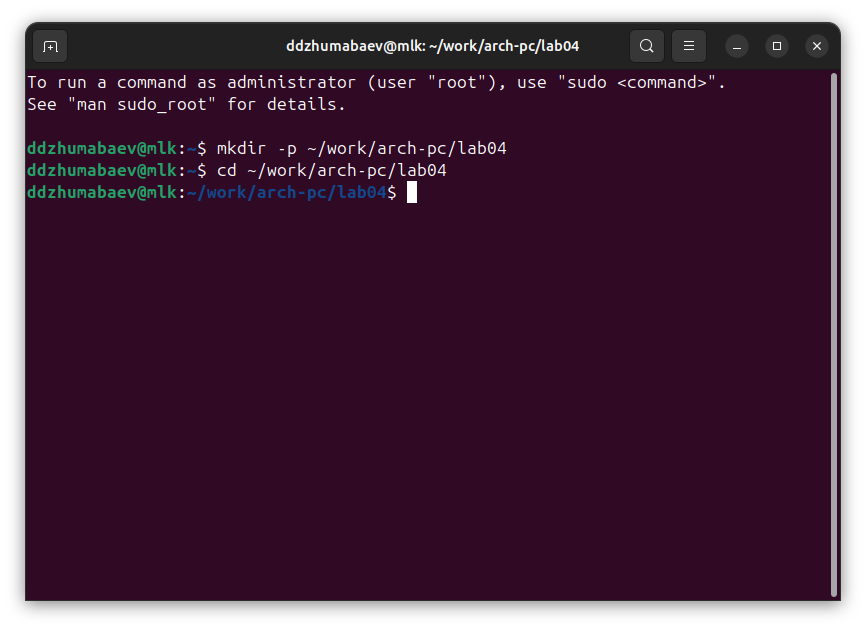 ddzhumabaev@mlk: ~/work/arch-pc/lab04
To run a command as administrator (user "root"), use "sudo <command>".
See "man sudo_root" for details.
ddzhumabaev@mlk:~$ mkdir -p ~/work/arch-pc/lab04
ddzhumabaev@mlk:~$ cd ~/work/arch-pc/lab04
ddzhumabaev@mlk:~/work/arch-pc/lab04$